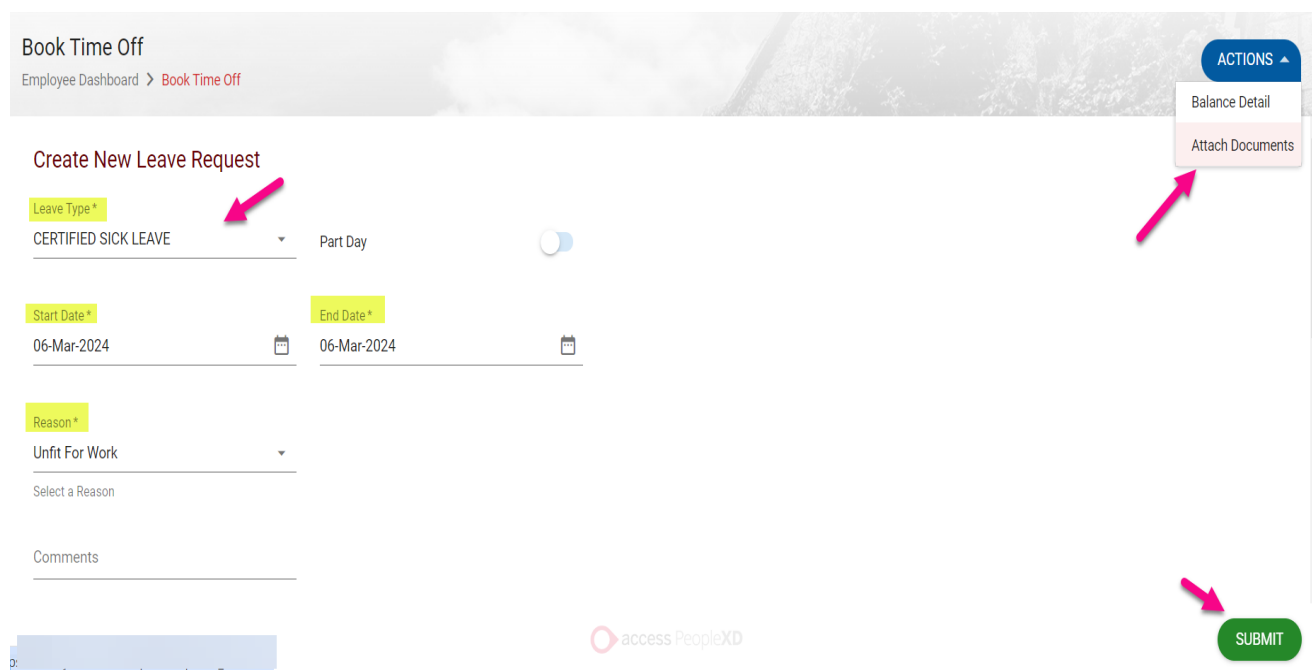 Book Time Off
ACTIONS
Employee Dashboard > Book Time Off
Balance Detail
Attach Documents
Create New Leave Request
Leave Type *
CERTIFIED SICK LEAVE
Part Day
Start Date *
End Date *
06-Mar-2024
06-Mar-2024
Reason *
Unfit For Work
Select a Reason
Comments
access PeopleXD
SUBMIT